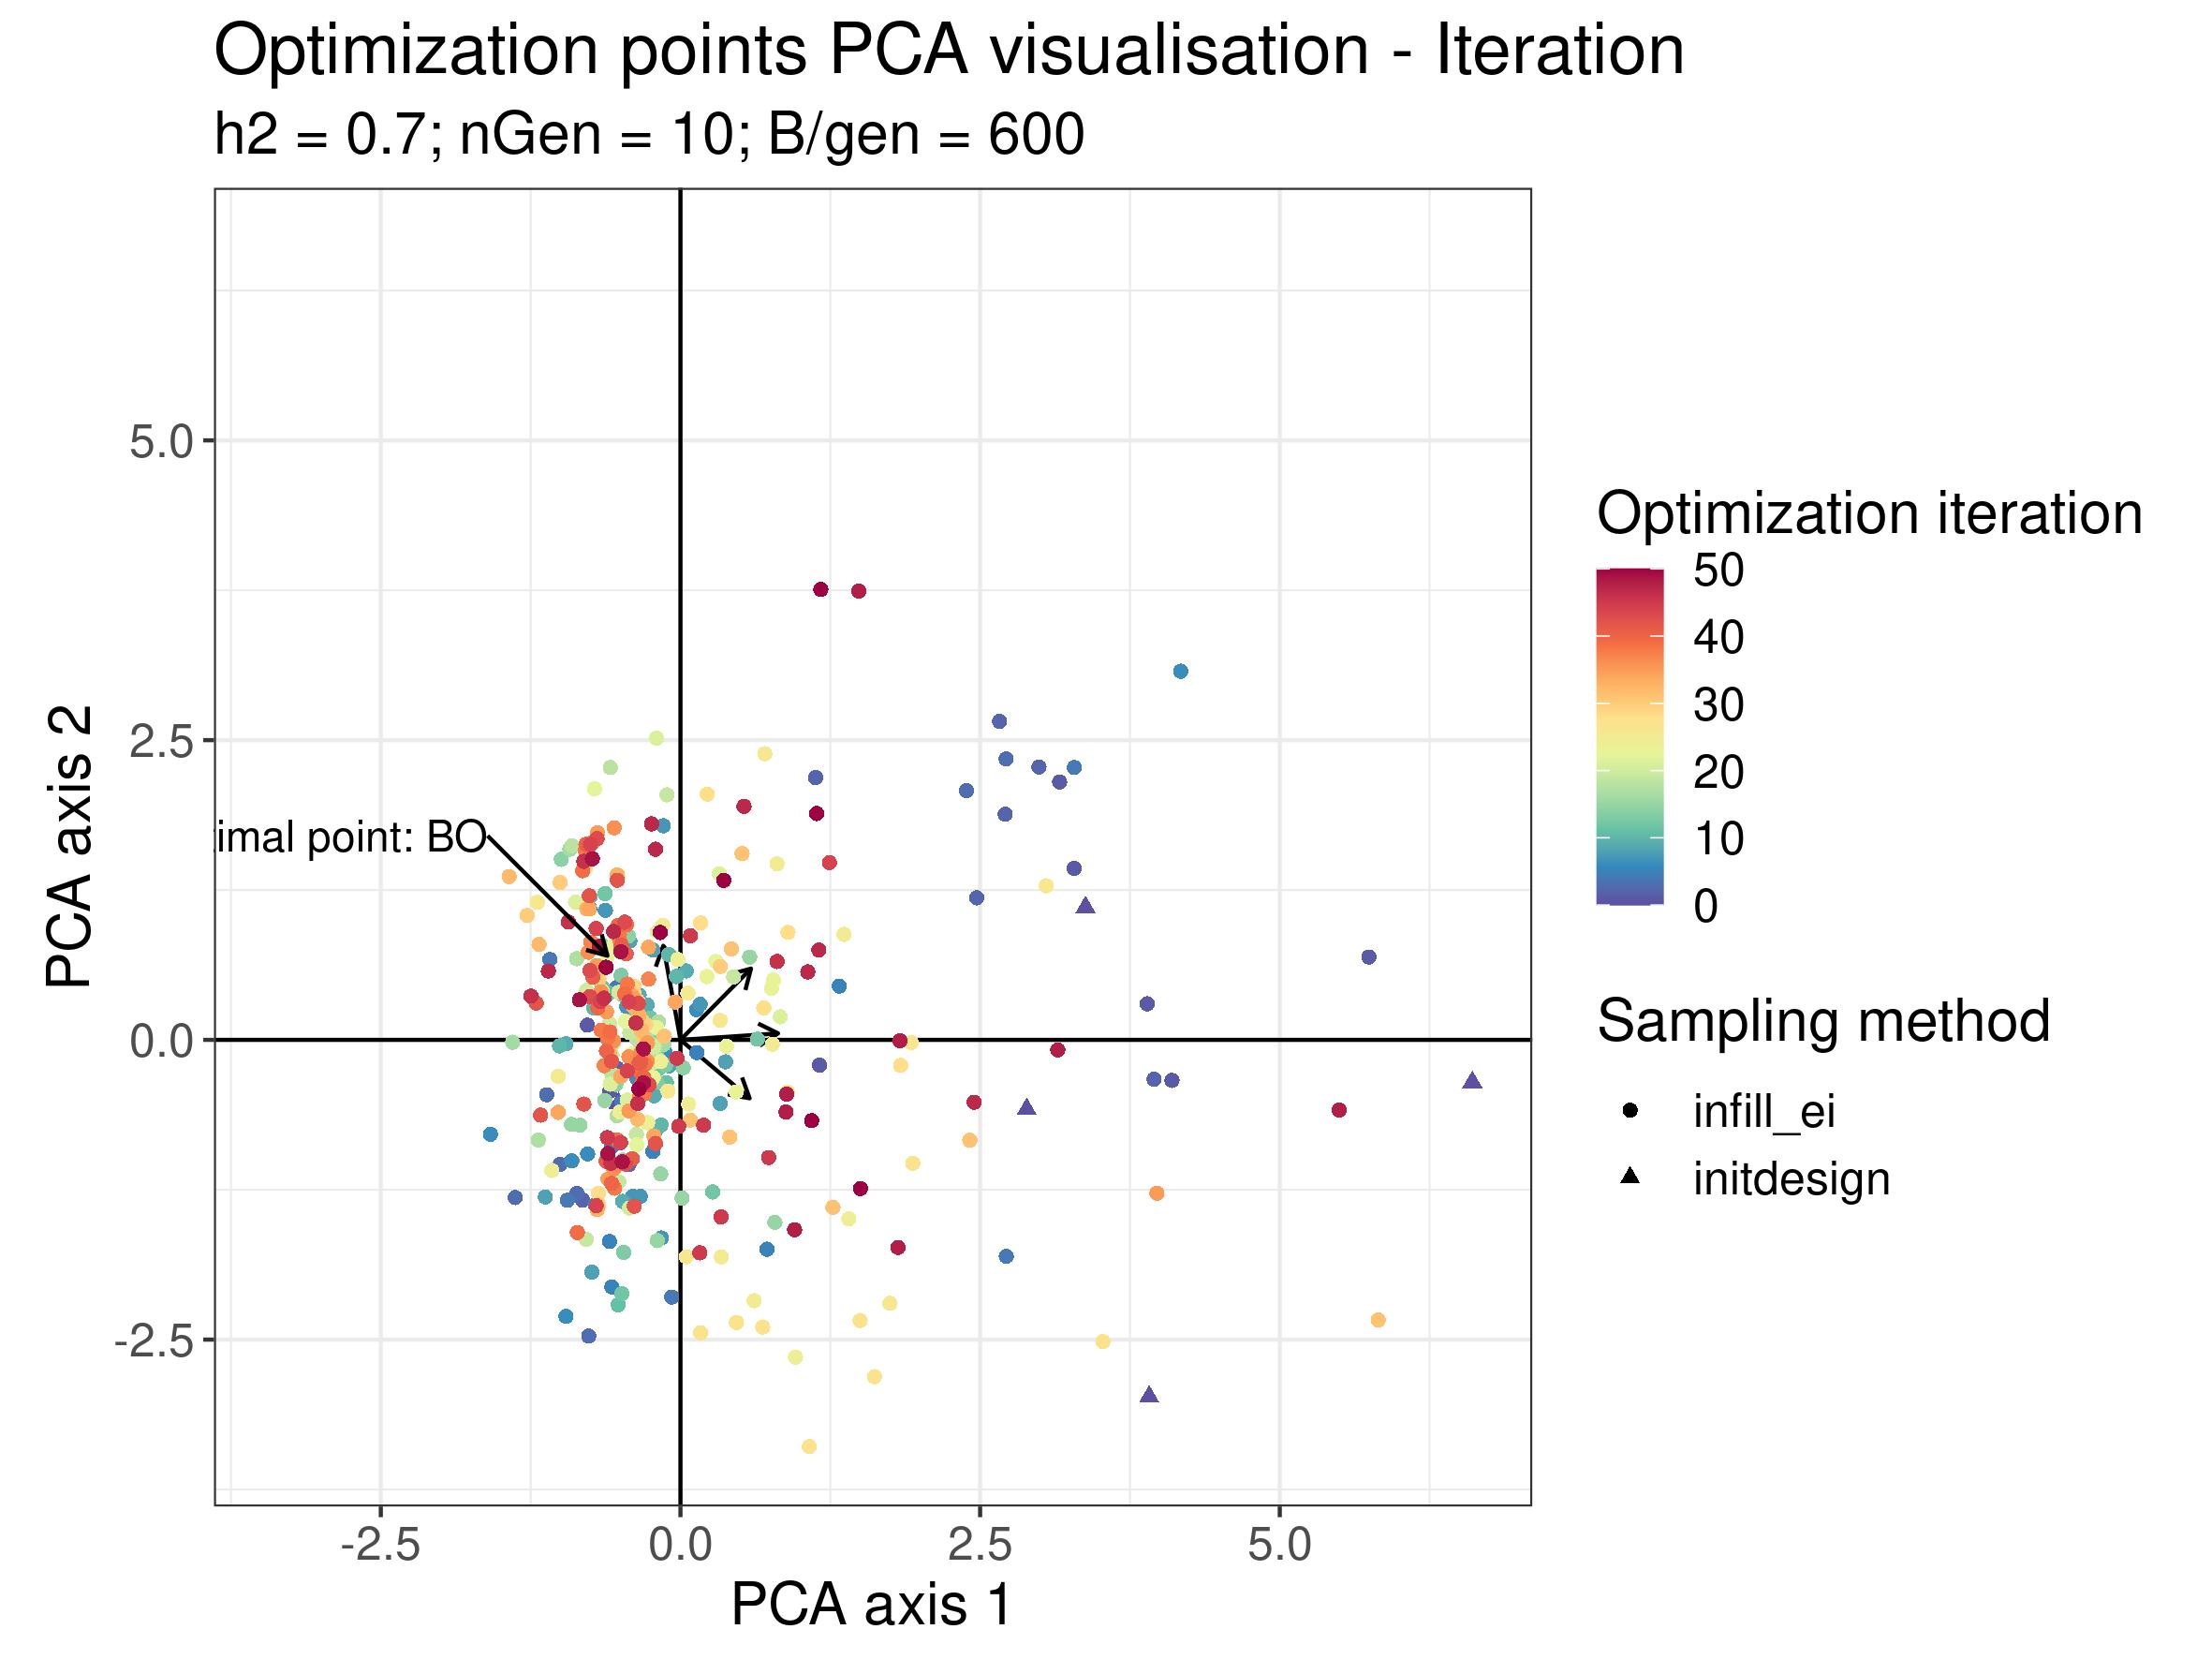 Optimization points PCA visualisation - Iteration
h2 = 0.7; nGen = 10; B/gen = 600
PCA axis 2
5.0
2.5
0.0
-2.5
imal point: BO
-2.5
0.0
2.5
5.0
PCA axis 1
Optimization iteration
50
40
30
20
10
0
Sampling method
infill_ei
initdesign